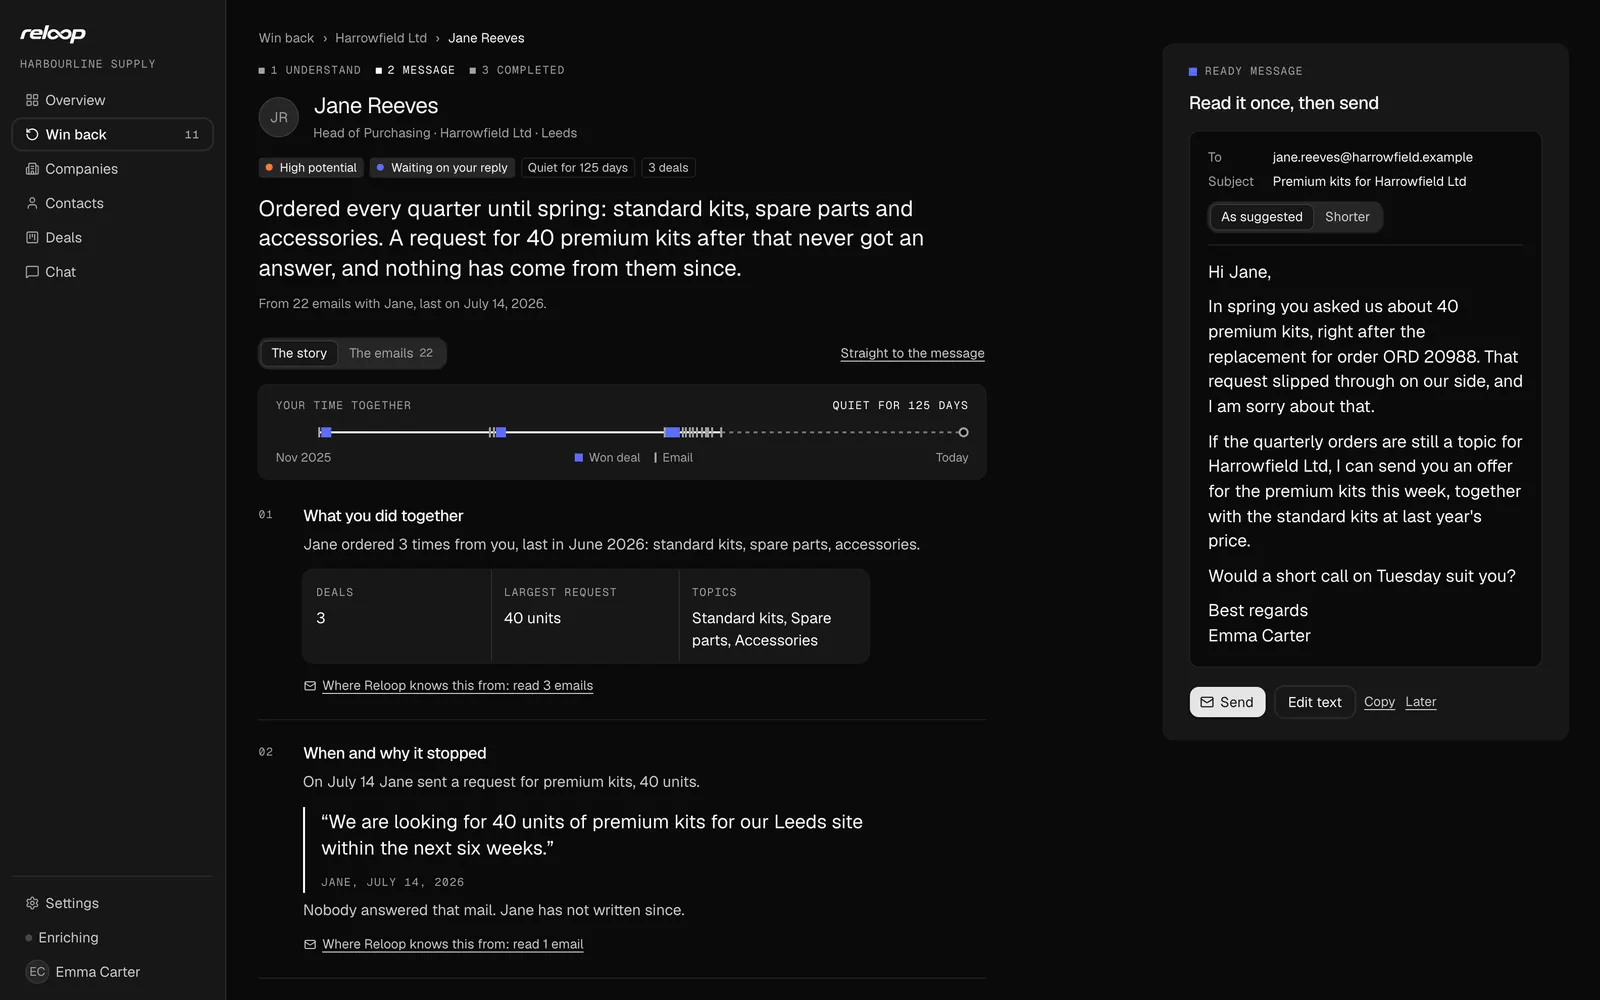 reloop
HARBOURLINE SUPPLY
Overview
Win back 11
Companies
Contacts
Deals
Chat
Settings
Enriching
EC Emma Carter
Win back › Harrowfield Ltd › Jane Reeves
1 UNDERSTAND 2 MESSAGE 3 COMPLETED
JR
Jane Reeves
Head of Purchasing · Harrowfield Ltd · Leeds
High potential Waiting on your reply Quiet for 125 days 3 deals
Ordered every quarter until spring: standard kits, spare parts and
accessories. A request for 40 premium kits after that never got an
answer, and nothing has come from them since.
From 22 emails with Jane, last on July 14, 2026.
The story The emails 22 Straight to the message
YOUR TIME TOGETHER QUIET FOR 125 DAYS
Nov 2025 Won deal Email Today
01 What you did together
Jane ordered 3 times from you, last in June 2026: standard kits, spare parts, accessories.
DEALS LARGEST REQUEST TOPICS
3 40 units Standard kits, Spare
parts, Accessories
Where Reloop knows this from: read 3 emails
02 When and why it stopped
On July 14 Jane sent a request for premium kits, 40 units.
“We are looking for 40 units of premium kits for our Leeds site
within the next six weeks.”
JANE, JULY 14, 2026
Nobody answered that mail. Jane has not written since.
Where Reloop knows this from: read 1 email
READY MESSAGE
Read it once, then send
To jane.reeves@harrowfield.example
Subject Premium kits for Harrowfield Ltd
As suggested Shorter
Hi Jane,
In spring you asked us about 40
premium kits, right after the
replacement for order ORD 20988. That
request slipped through on our side, and
I am sorry about that.
If the quarterly orders are still a topic for
Harrowfield Ltd, I can send you an offer
for the premium kits this week, together
with the standard kits at last year's
price.
Would a short call on Tuesday suit you?
Best regards
Emma Carter
Send Edit text Copy Later